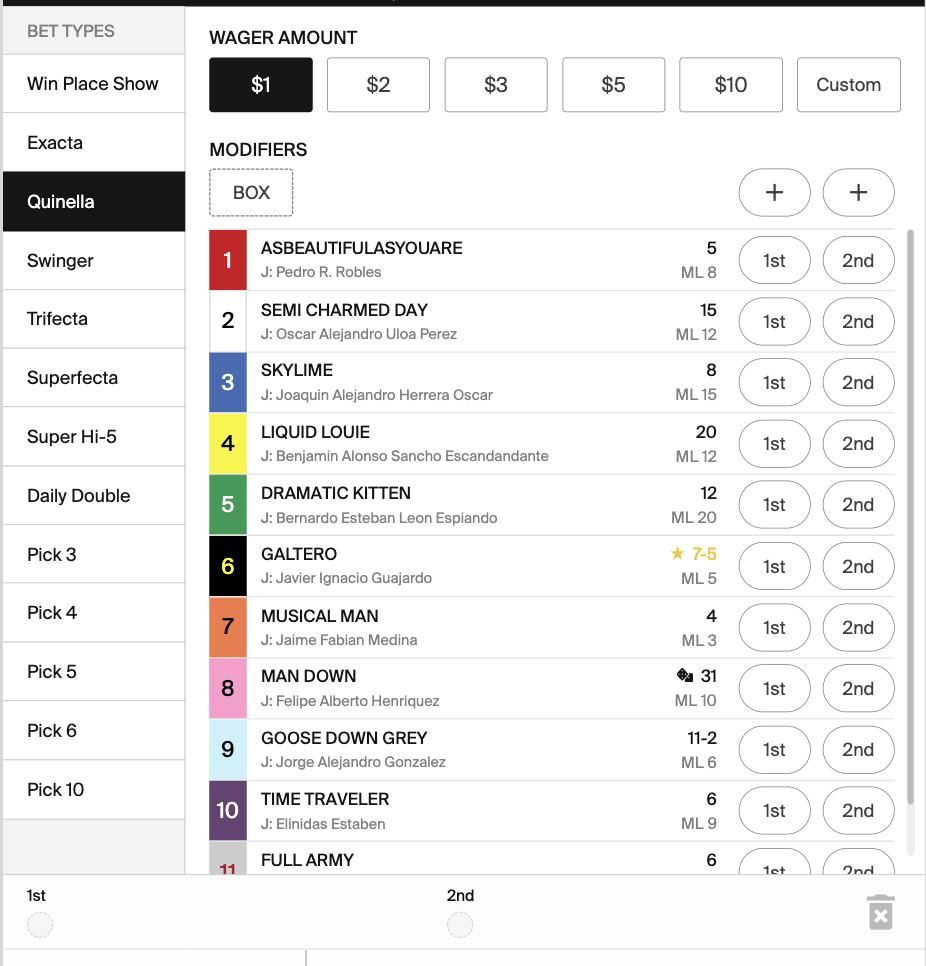 BET TYPES
Win Place Show
Exacta
Quinella
Swinger
Trifecta
Superfecta
Super Hi-5
Daily Double
Pick 3
Pick 4
Pick 5
Pick 6
Pick 10
WAGER AMOUNT
$1 $2 $3 $5 $10 Custom
MODIFIERS
BOX + +
1 ASBEAUTIFULASYOUARE 5 1st 2nd
J: Pedro R. Robles ML 8
2 SEMI CHARMED DAY 15 1st 2nd
J: Oscar Alejandro Uloa Perez ML 12
3 SKYLIME 8 1st 2nd
J: Joaquin Alejandro Herrera Oscar ML 15
4 LIQUID LOUIE 20 1st 2nd
J: Benjamin Alonso Sancho Escandandante ML 12
5 DRAMATIC KITTEN 12 1st 2nd
J: Bernardo Esteban Leon Espiando ML 20
6 GALTERO ★ 7-5 1st 2nd
J: Javier Ignacio Guajardo ML 5
7 MUSICAL MAN 4 1st 2nd
J: Jaime Fabian Medina ML 3
8 MAN DOWN 31 1st 2nd
J: Felipe Alberto Henriquez ML 10
9 GOOSE DOWN GREY 11-2 1st 2nd
J: Jorge Alejandro Gonzalez ML 6
10 TIME TRAVELER 6 1st 2nd
J: Elinidas Estaben ML 9
11 FULL ARMY 6 1st 2nd
1st 2nd